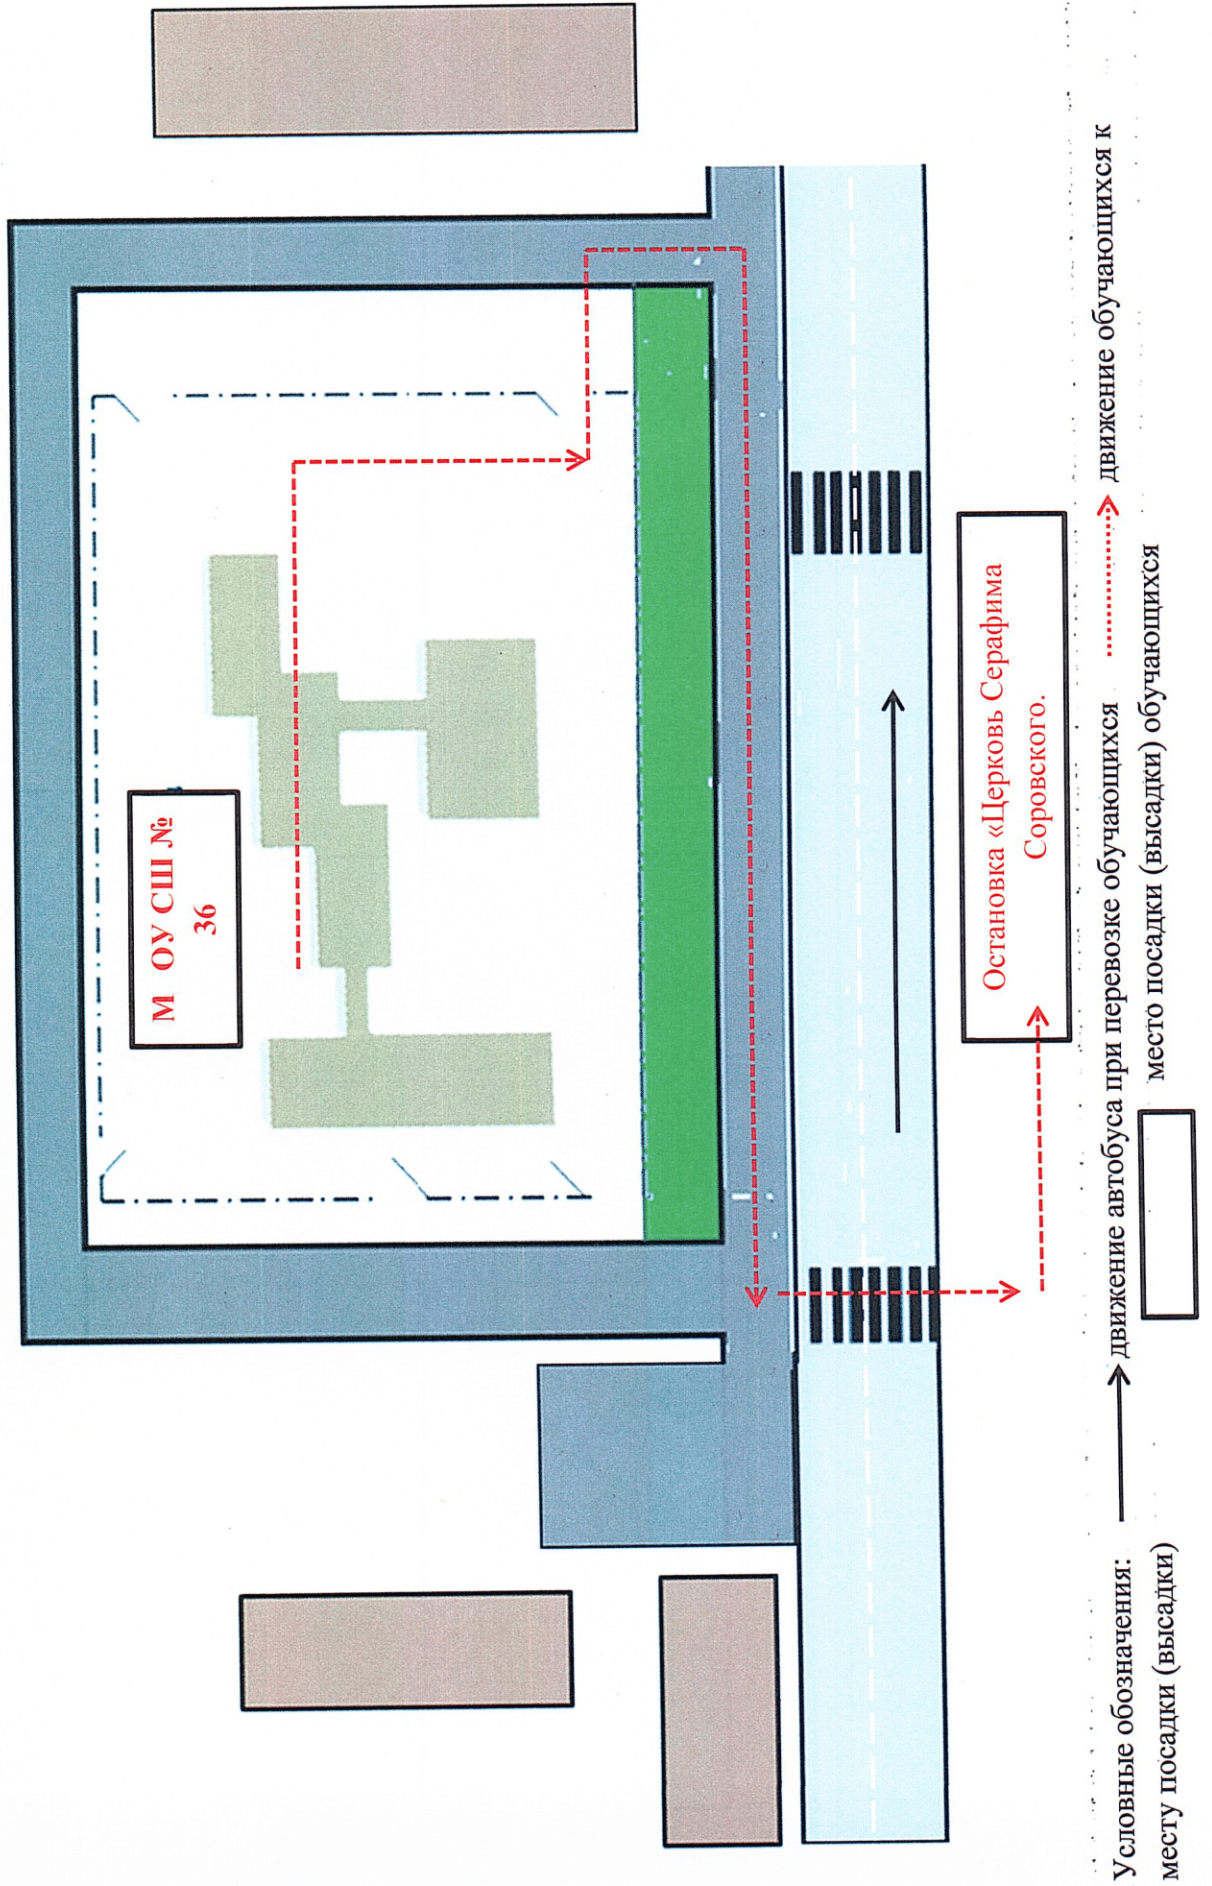 М ОУ СШ №
36
Остановка «Церковь Серафима
Соровского.
Условные обозначения: движение автобуса при перевозке обучающихся движение обучающихся к
месту посадки (высадки) место посадки (высадки) обучающихся